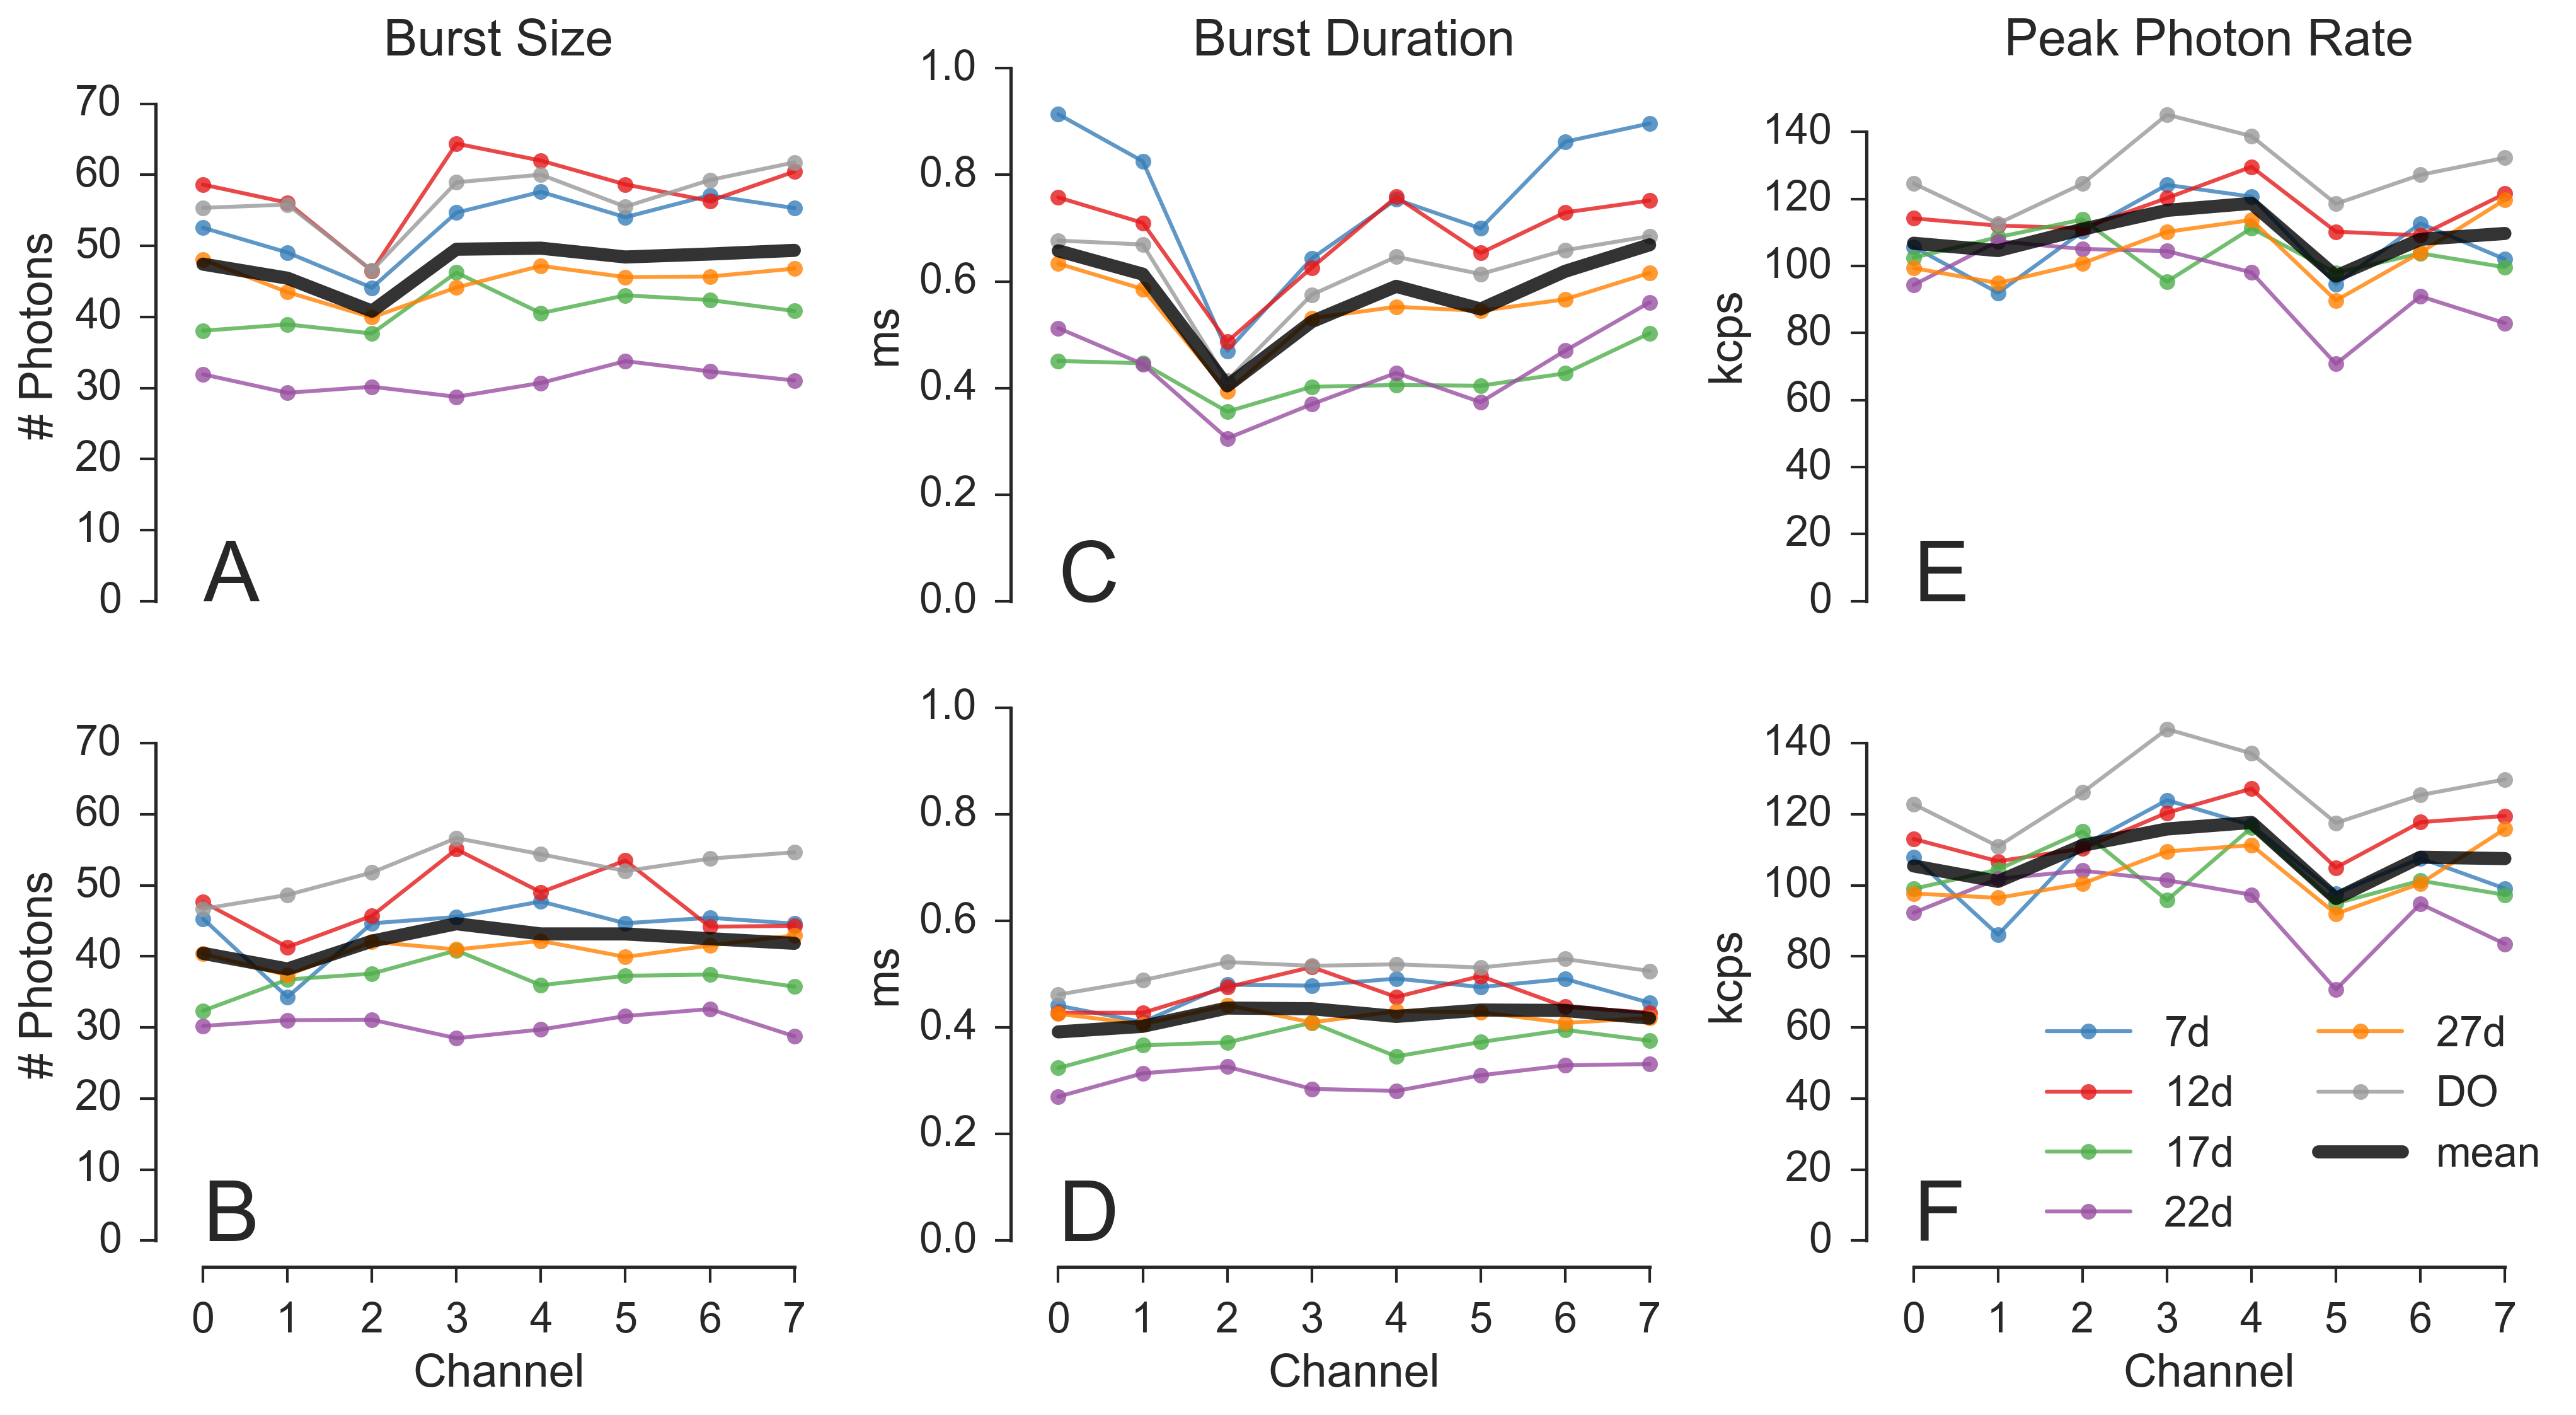 Burst Size
Burst Duration
Peak Photon Rate
70
60
50
40
30
20
10
0
# Photons
A
1.0
0.8
0.6
0.4
0.2
0.0
ms
C
140
120
100
80
60
40
20
0
kcps
E
70
60
50
40
30
20
10
0
# Photons
B
0 1 2 3 4 5 6 7
Channel
1.0
0.8
0.6
0.4
0.2
0.0
ms
D
0 1 2 3 4 5 6 7
Channel
140
120
100
80
60
40
20
0
kcps
F
7d
12d
17d
22d
27d
DO
mean
0 1 2 3 4 5 6 7
Channel